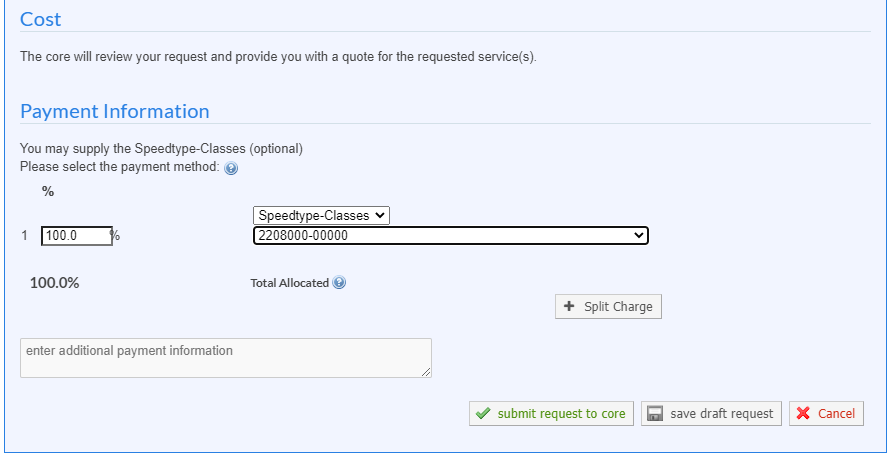 Cost
The core will review your request and provide you with a quote for the requested service(s).
Payment Information
You may supply the Speedtype-Classes (optional)
Please select the payment method:
%
Speedtype-Classes
1 100.0 % 2208000-00000
100.0% Total Allocated
Split Charge
enter additional payment information
submit request to core save draft request Cancel